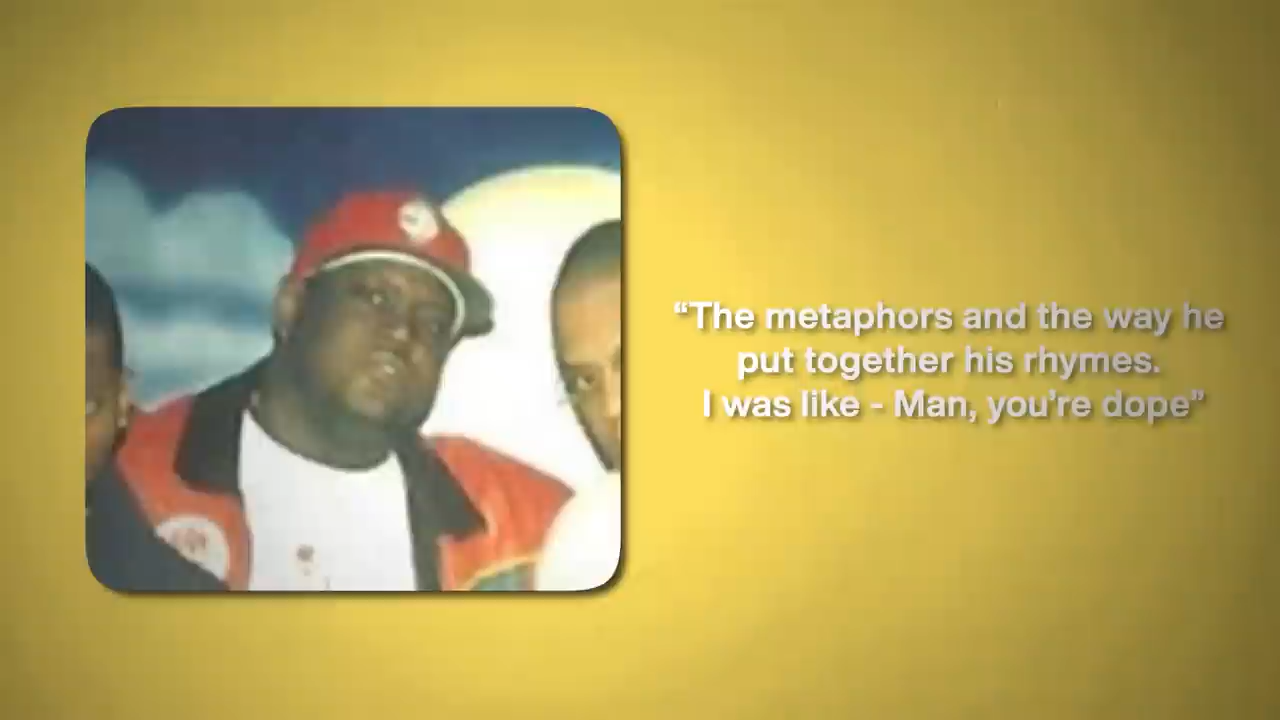 “The metaphors and the way he
put together his rhymes.
I was like - Man, you’re dope”